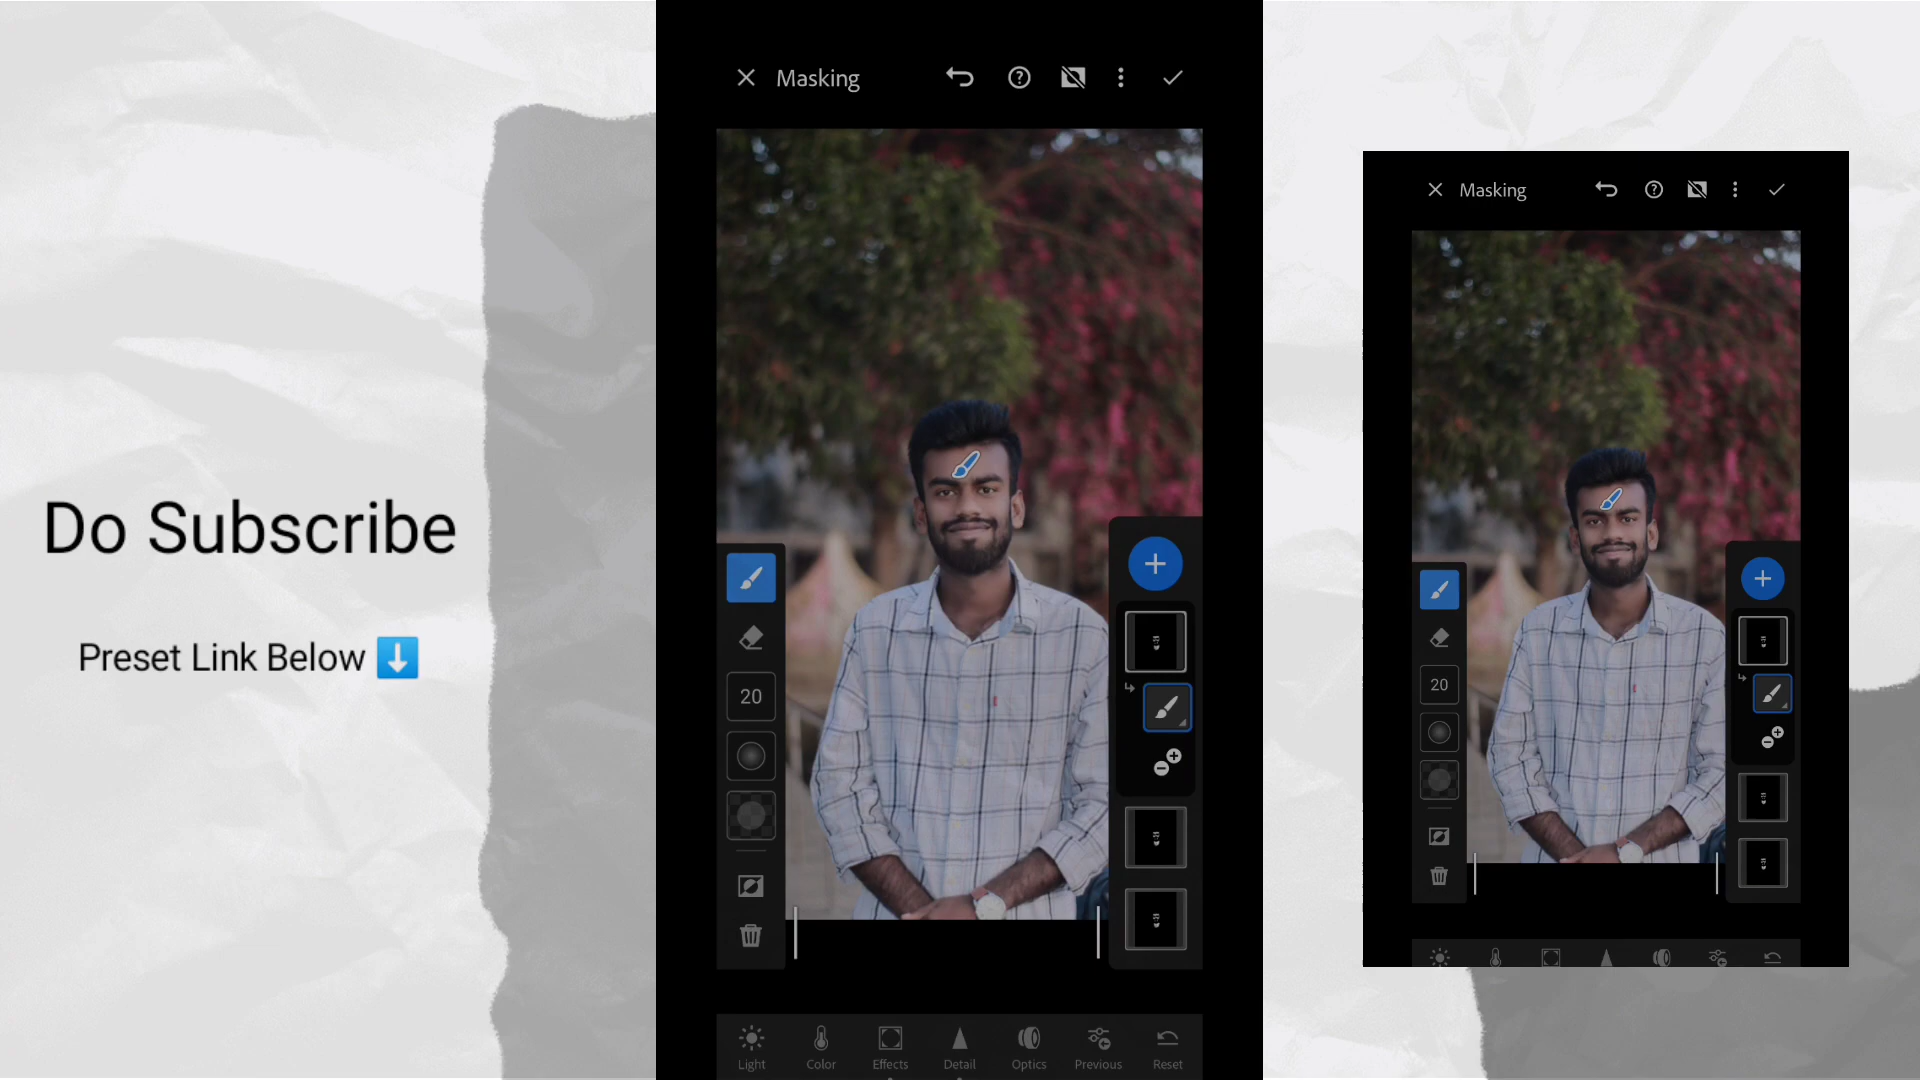 Do Subscribe
Preset Link Below ⬇️
Masking
20
Light Color Effects Detail Optics Previous Reset
Masking
20